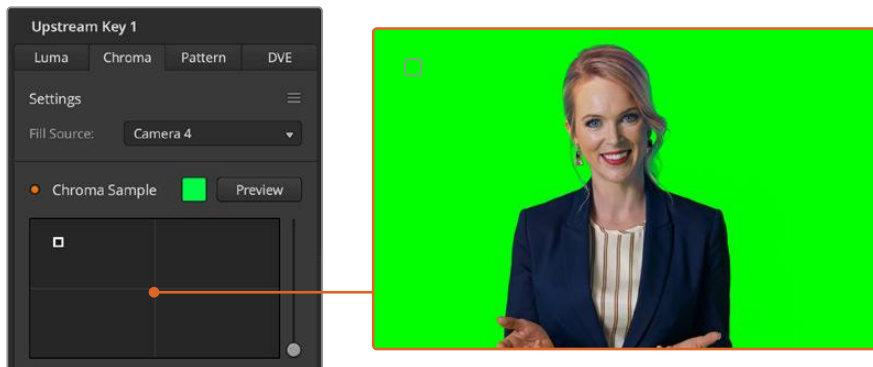 Upstream Key 1
Luma Chroma Pattern DVE
Settings
Fill Source: Camera 4
Chroma Sample Preview